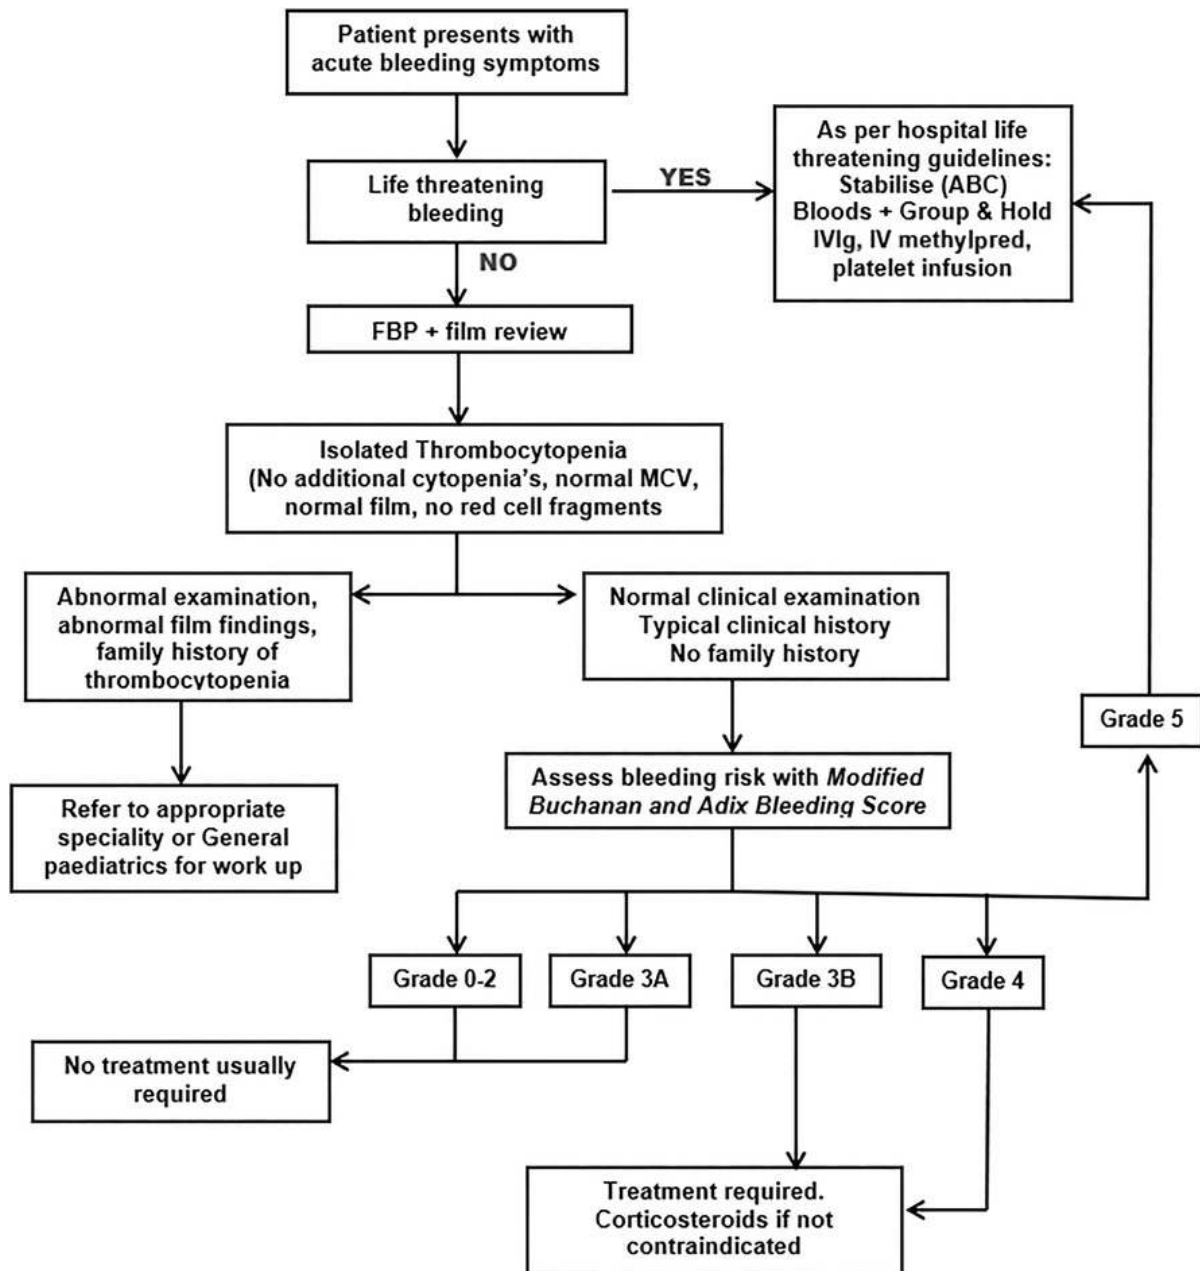 Patient presents with
acute bleeding symptoms
Life threatening
bleeding
YES
As per hospital life
threatening guidelines:
Stabilise (ABC)
Bloods + Group & Hold
IVIg, IV methylpred,
platelet infusion
NO
FBP + film review
Isolated Thrombocytopenia
(No additional cytopenia's, normal MCV,
normal film, no red cell fragments
Abnormal examination,
abnormal film findings,
family history of
thrombocytopenia
Normal clinical examination
Typical clinical history
No family history
Grade 5
Refer to appropriate
speciality or General
paediatrics for work up
Assess bleeding risk with Modified
Buchanan and Adix Bleeding Score
Grade 0-2
Grade 3A
Grade 3B
Grade 4
No treatment usually
required
Treatment required.
Corticosteroids if not
contraindicated